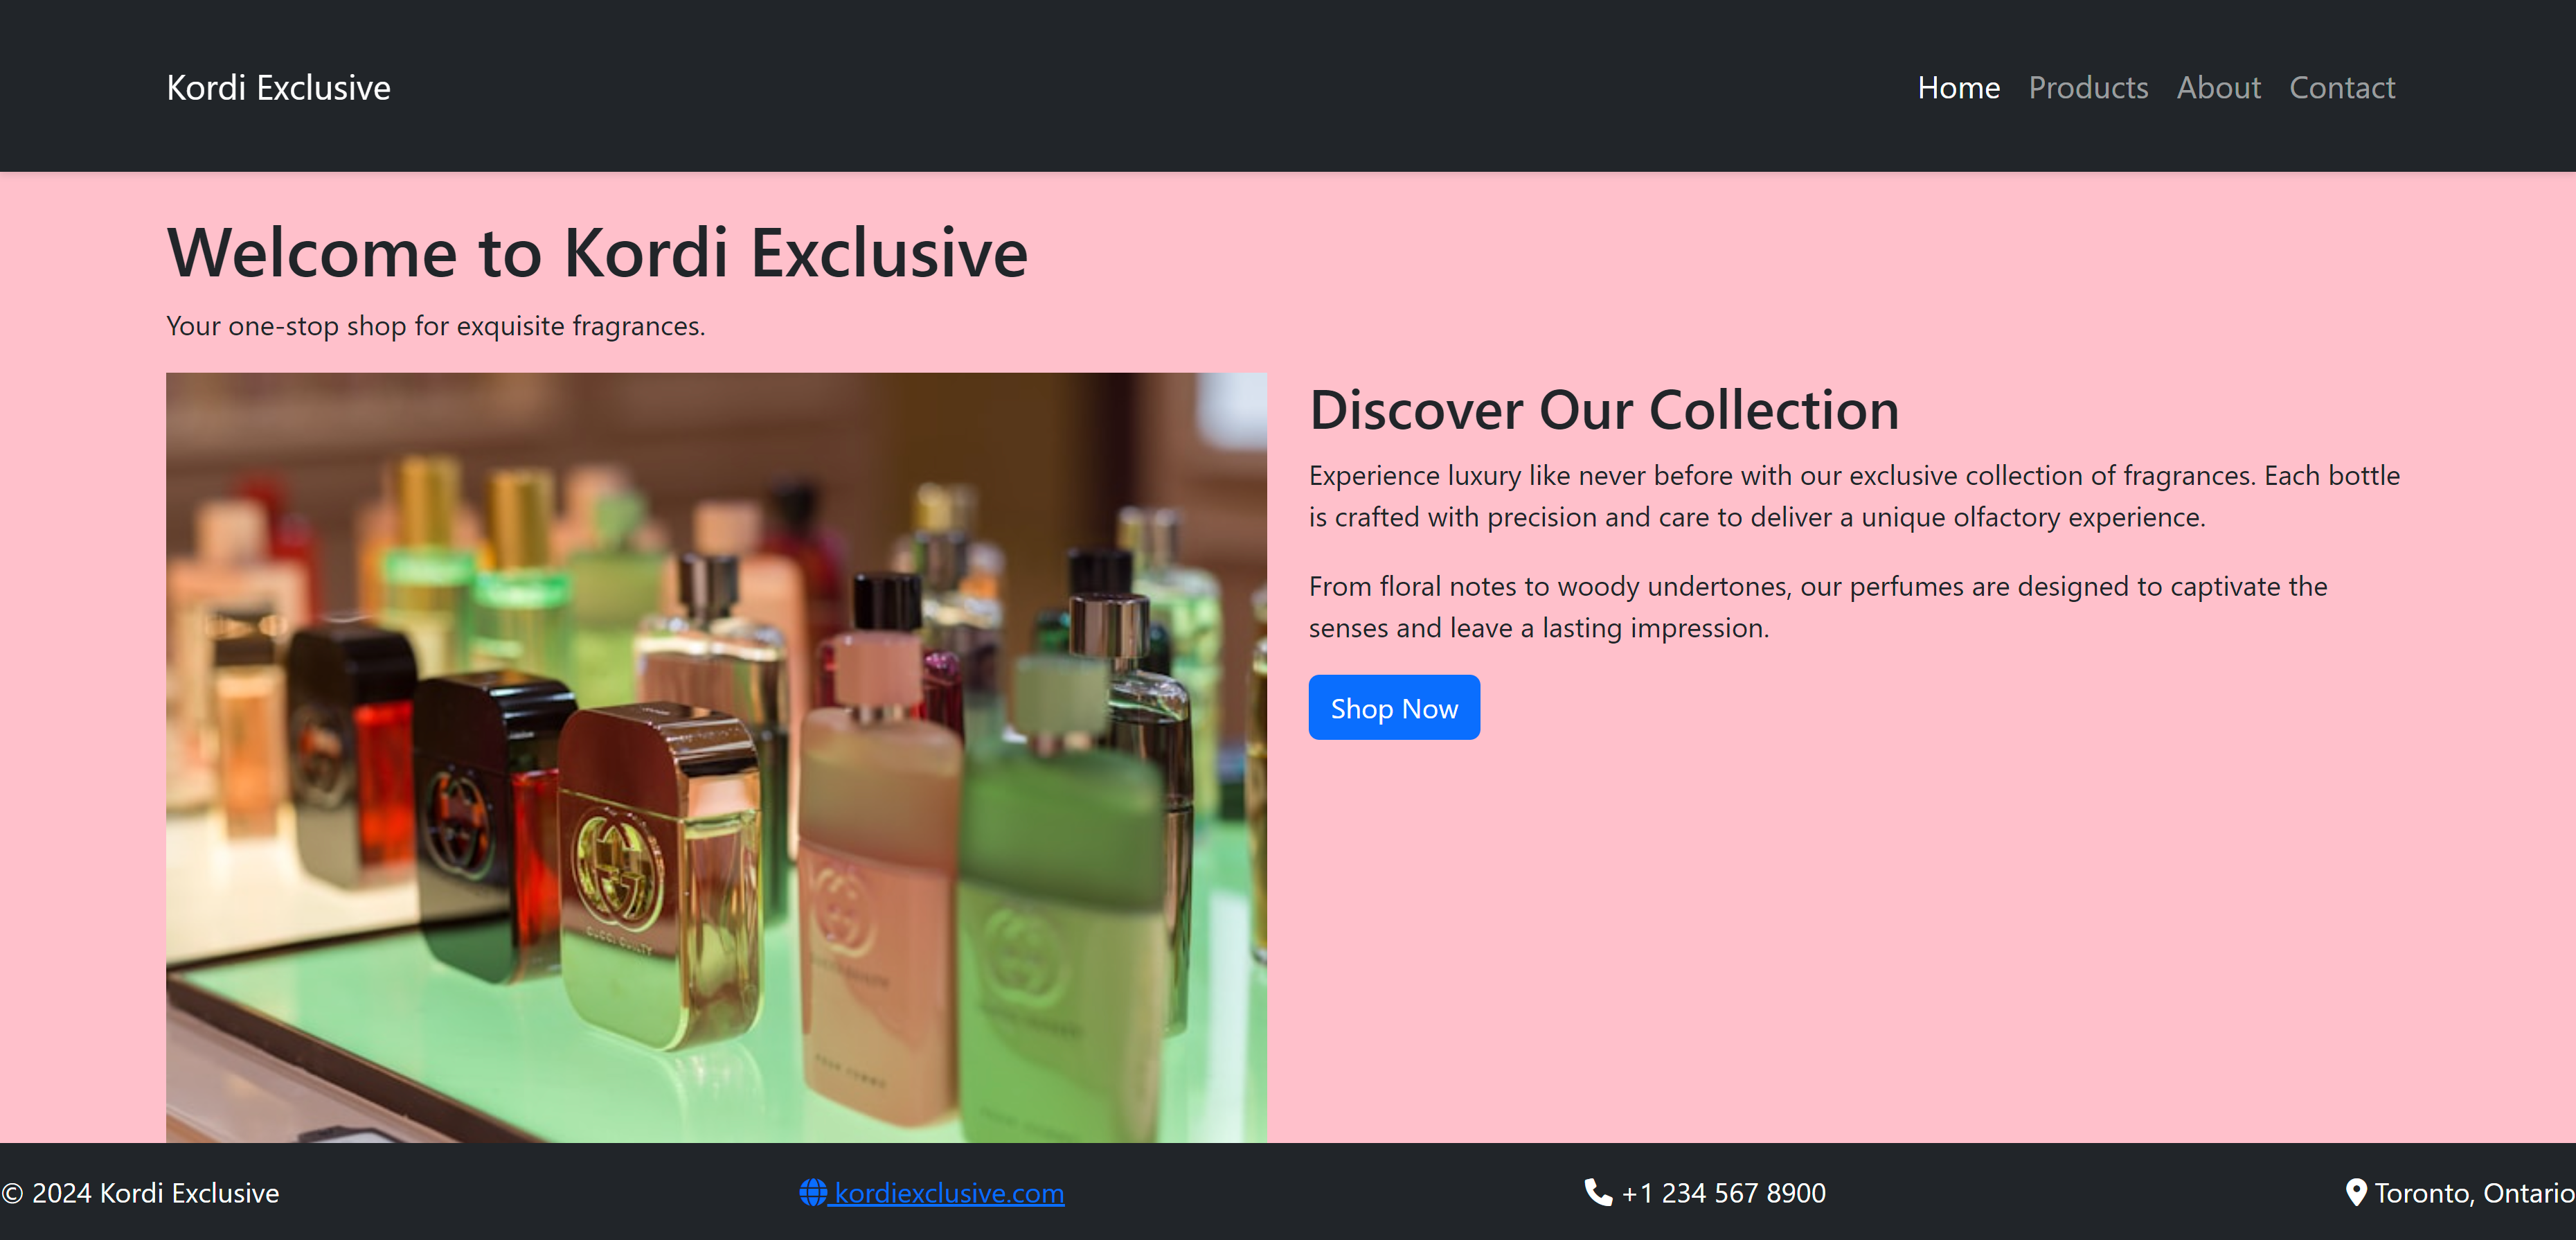 Kordi Exclusive
Home Products About Contact
Welcome to Kordi Exclusive
Your one-stop shop for exquisite fragrances.
Discover Our Collection
Experience luxury like never before with our exclusive collection of fragrances. Each bottle
is crafted with precision and care to deliver a unique olfactory experience.
From floral notes to woody undertones, our perfumes are designed to captivate the
senses and leave a lasting impression.
Shop Now
GUCCI GUILTY
© 2024 Kordi Exclusive
kordiexclusive.com
+1 234 567 8900
Toronto, Ontario